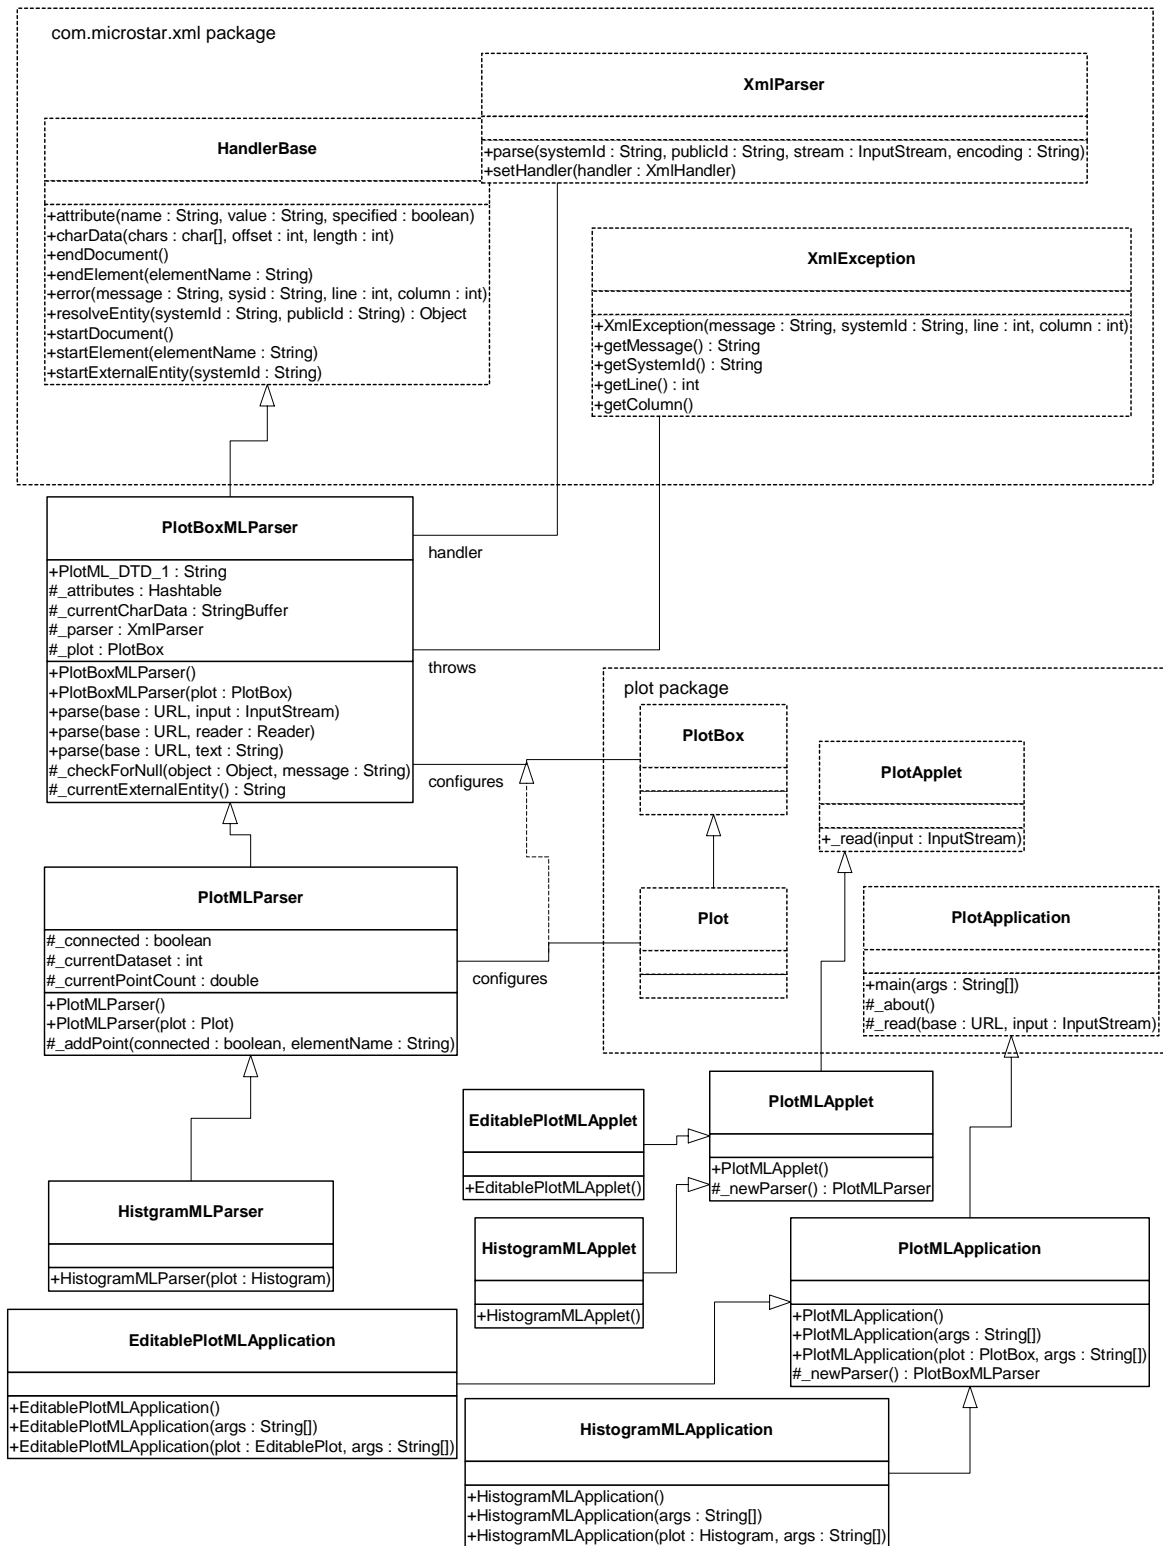 com.microstar.xml package
XmlParser
+parse(systemId : String, publicId : String, stream : InputStream, encoding : String)
+setHandler(handler : XmlHandler)
HandlerBase
+attribute(name : String, value : String, specified : boolean)
+charData(chars : char[], offset : int, length : int)
+endDocument()
+endElement(elementName : String)
+error(message : String, sysid : String, line : int, column : int)
+resolveEntity(systemId : String, publicId : String) : Object
+startDocument()
+startElement(elementName : String)
+startExternalEntity(systemId : String)
XmlException
+XmlException(message : String, systemId : String, line : int, column : int)
+getMessage() : String
+getSystemId() : String
+getLine() : int
+getColumn()
PlotBoxMLParser
+PlotML_DTD_1 : String
#_attributes : Hashtable
#_currentCharData : StringBuffer
#_parser : XmlParser
#_plot : PlotBox
+PlotBoxMLParser()
+PlotBoxMLParser(plot : PlotBox)
+parse(base : URL, input : InputStream)
+parse(base : URL, reader : Reader)
+parse(base : URL, text : String)
#_checkForNull(object : Object, message : String)
#_currentExternalEntity() : String
handler
throws
configures
plot package
PlotBox
PlotApplet
+_read(input : InputStream)
Plot
PlotApplication
+main(args : String[])
#_about()
#_read(base : URL, input : InputStream)
PlotMLParser
#_connected : boolean
#_currentDataset : int
#_currentPointCount : double
+PlotMLParser()
+PlotMLParser(plot : Plot)
#_addPoint(connected : boolean, elementName : String)
configures
EditablePlotMLApplet
+EditablePlotMLApplet()
PlotMLApplet
+PlotMLApplet()
#_newParser() : PlotMLParser
HistgramMLParser
+HistogramMLParser(plot : Histogram)
HistogramMLApplet
+HistogramMLApplet()
PlotMLApplication
+PlotMLApplication()
+PlotMLApplication(args : String[])
+PlotMLApplication(plot : PlotBox, args : String[])
#_newParser() : PlotBoxMLParser
EditablePlotMLApplication
+EditablePlotMLApplication()
+EditablePlotMLApplication(args : String[])
+EditablePlotMLApplication(plot : EditablePlot, args : String[])
HistogramMLApplication
+HistogramMLApplication()
+HistogramMLApplication(args : String[])
+HistogramMLApplication(plot : Histogram, args : String[])